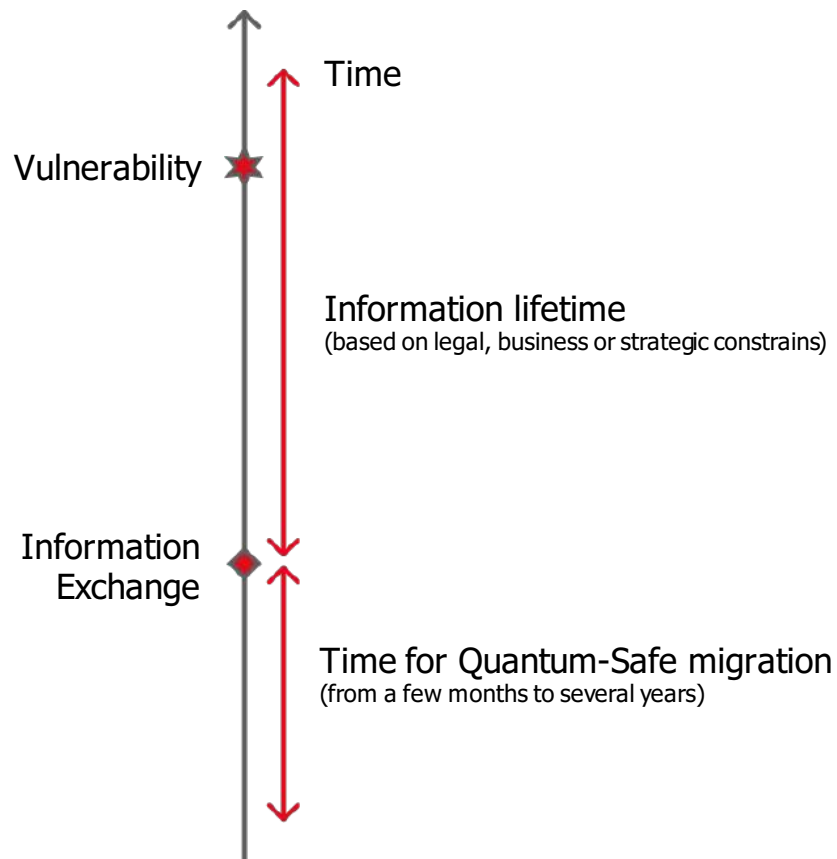 Time
Vulnerability
Information lifetime
(based on legal, business or strategic constrains)
Information
Exchange
Time for Quantum-Safe migration
(from a few months to several years)